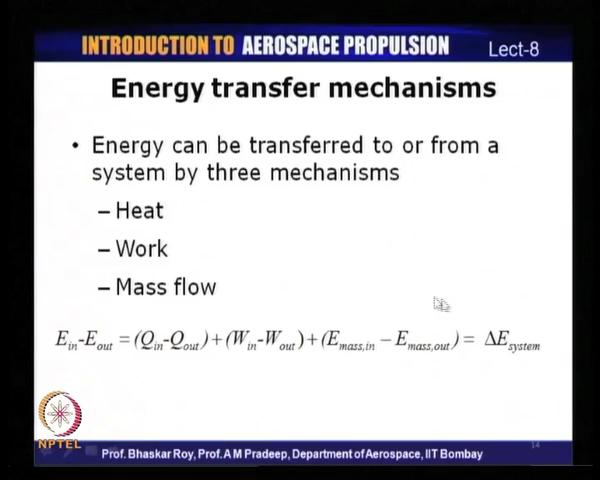 INTRODUCTION TO AEROSPACE PROPULSION Lect-8
Energy transfer mechanisms
• Energy can be transferred to or from a
system by three mechanisms
– Heat
– Work
– Mass flow
E_in-E_out = (Q_in-Q_out) + (W_in-W_out) + (E_mass,in – E_mass,out) = ΔE_system
NPTEL
14
Prof. Bhaskar Roy, Prof. A M Pradeep, Department of Aerospace, IIT Bombay